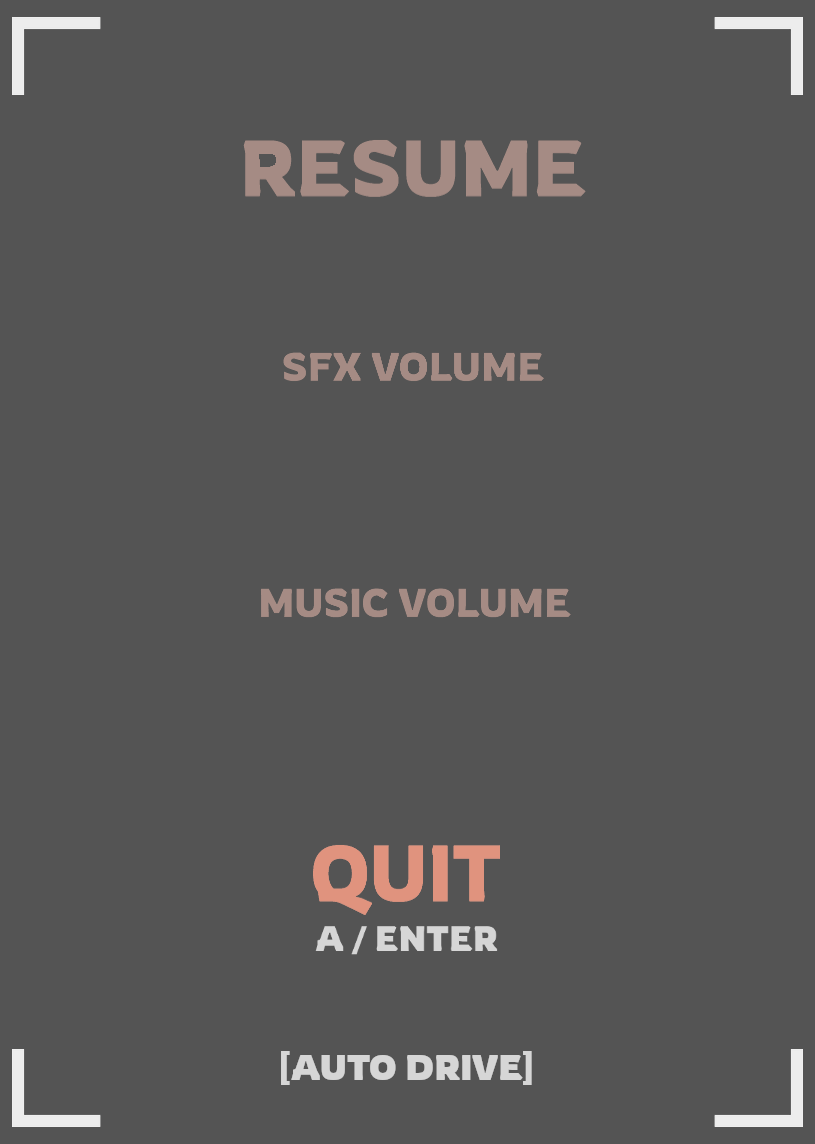 RESUME
SFX VOLUME
MUSIC VOLUME
QUIT
A / ENTER
[AUTO DRIVE]